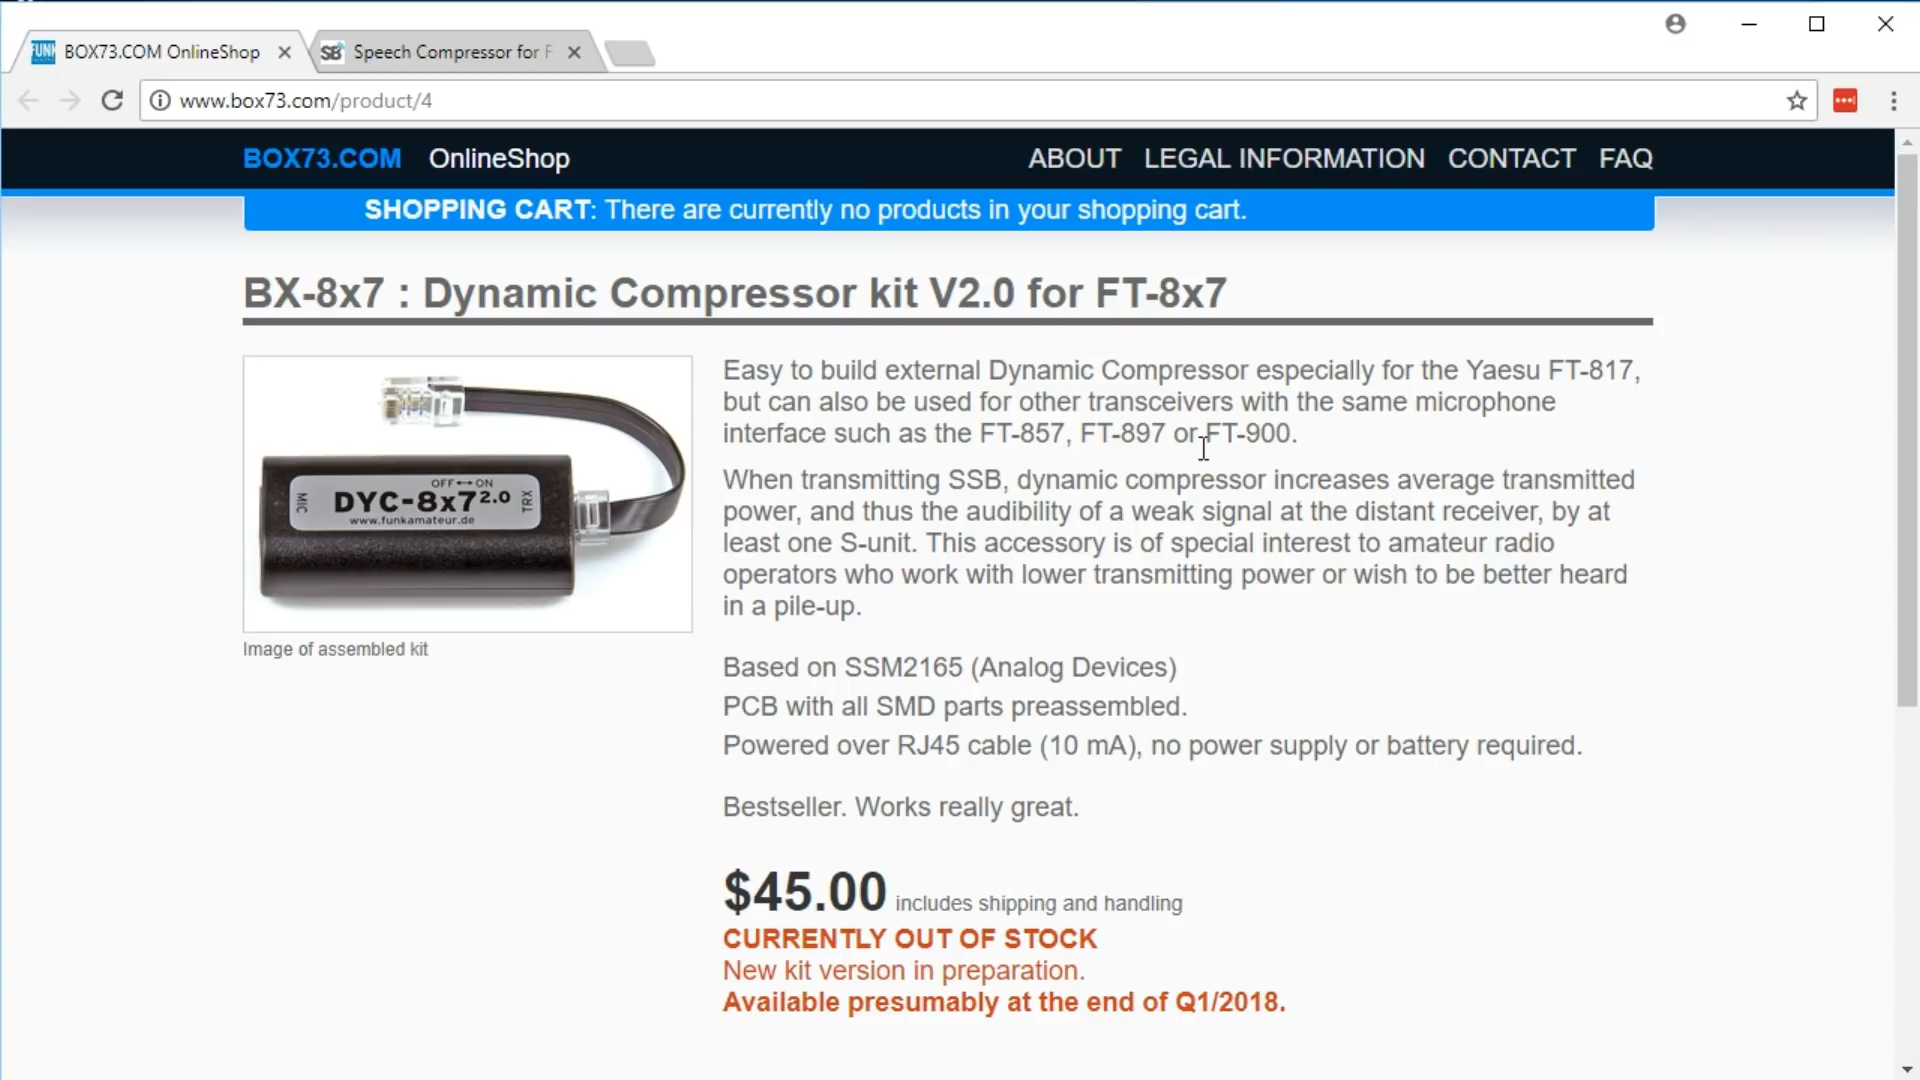 BOX73.COM OnlineShop
Speech Compressor for F
www.box73.com/product/4
BOX73.COM OnlineShop ABOUT LEGAL INFORMATION CONTACT FAQ
SHOPPING CART: There are currently no products in your shopping cart.
BX-8x7 : Dynamic Compressor kit V2.0 for FT-8x7
OFF↔ON
MIC DYC-8x7 2.0 TRX
www.funkamateur.de
Image of assembled kit
Easy to build external Dynamic Compressor especially for the Yaesu FT-817,
but can also be used for other transceivers with the same microphone
interface such as the FT-857, FT-897 or FT-900.
When transmitting SSB, dynamic compressor increases average transmitted
power, and thus the audibility of a weak signal at the distant receiver, by at
least one S-unit. This accessory is of special interest to amateur radio
operators who work with lower transmitting power or wish to be better heard
in a pile-up.
Based on SSM2165 (Analog Devices)
PCB with all SMD parts preassembled.
Powered over RJ45 cable (10 mA), no power supply or battery required.
Bestseller. Works really great.
$45.00 includes shipping and handling
CURRENTLY OUT OF STOCK
New kit version in preparation.
Available presumably at the end of Q1/2018.